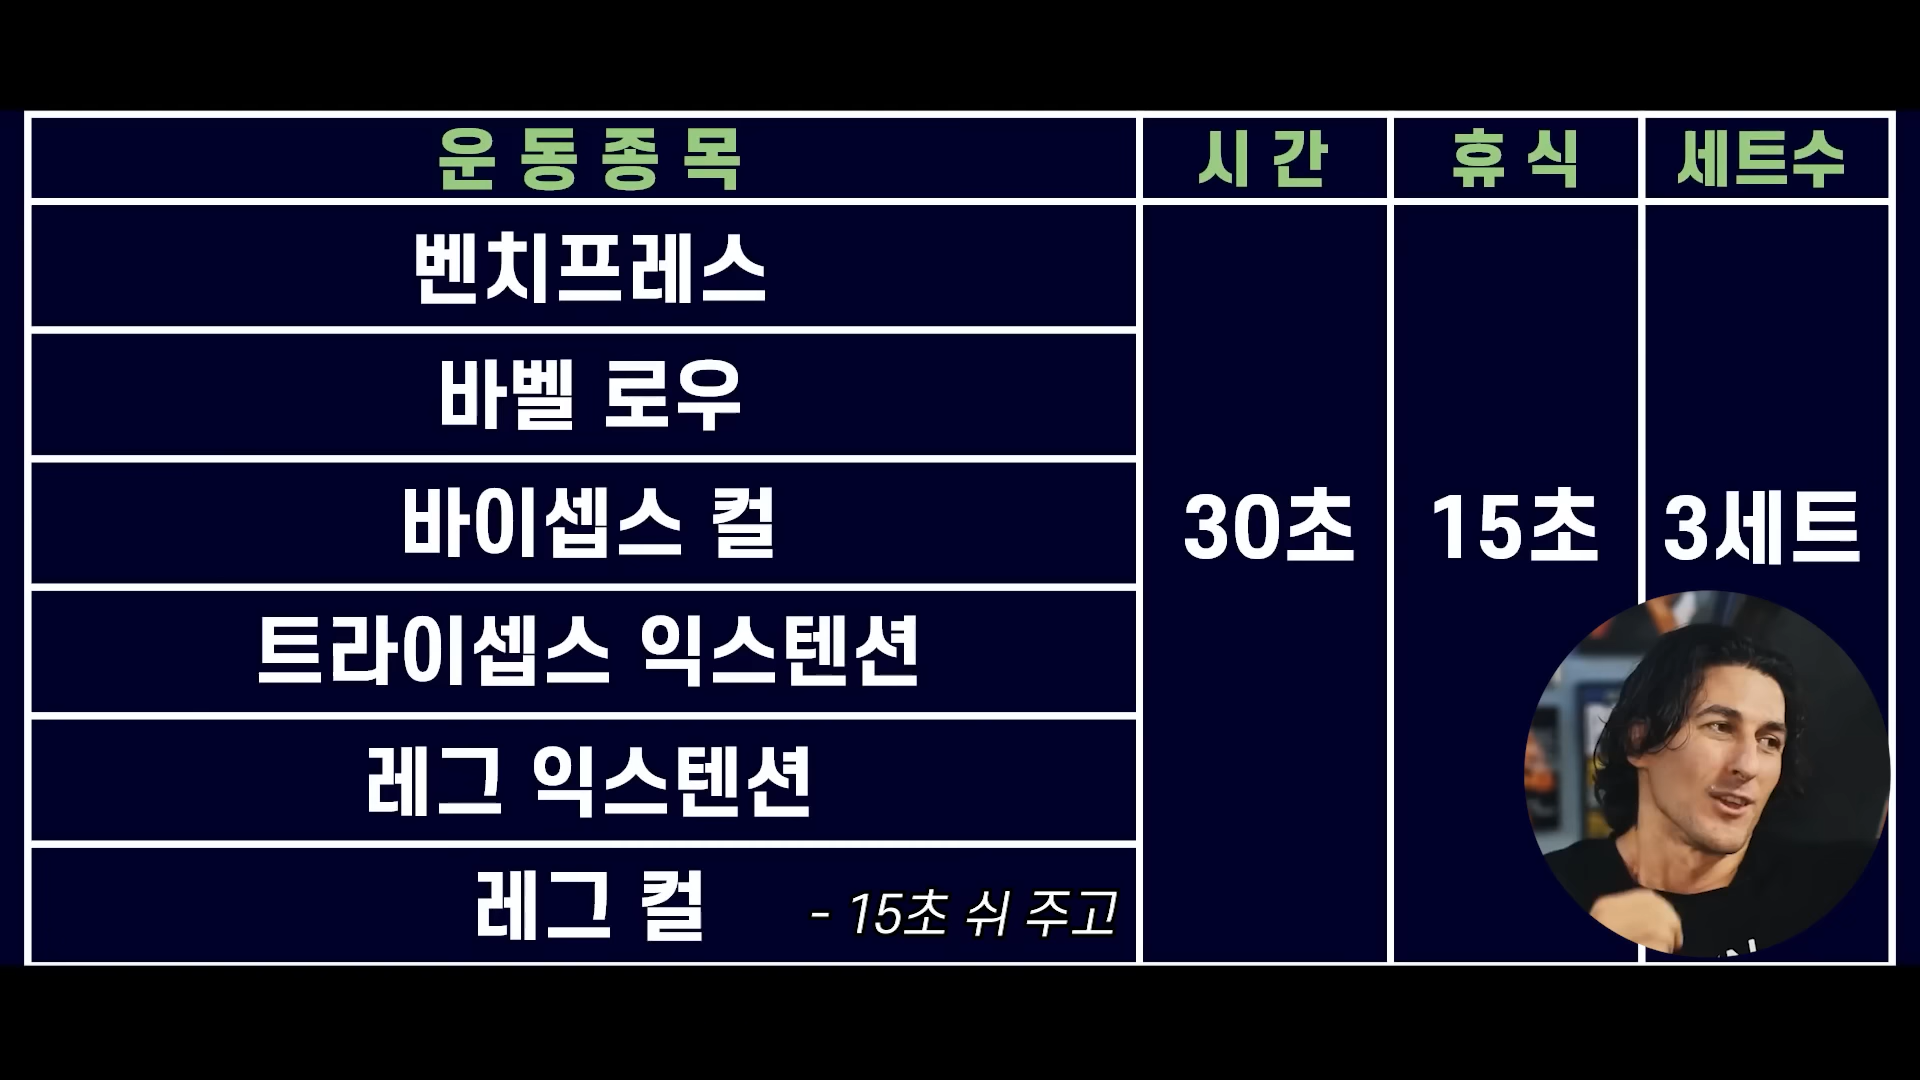 운동종목 시간 휴식 세트수
벤치프레스
바벨 로우
바이셉스 컬 30초 15초 3세트
트라이셉스 익스텐션
레그 익스텐션
레그 컬
- 15초 쉬 주고